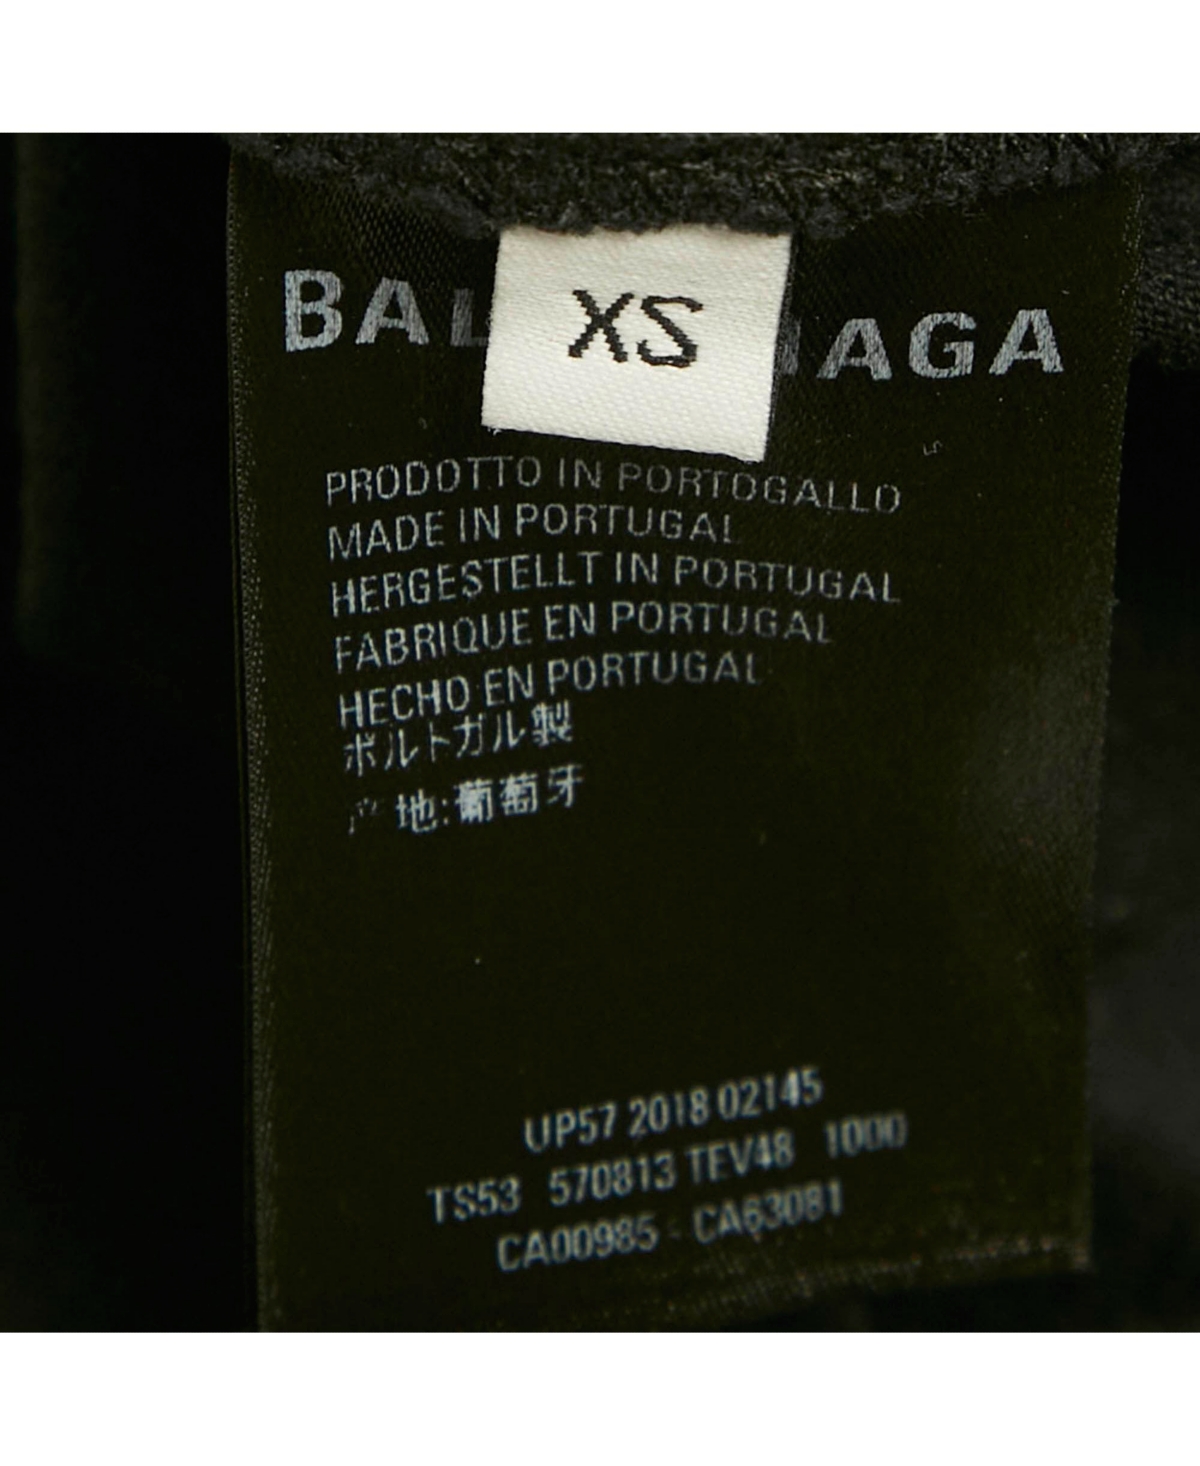 BAL AGA
XS
PRODOTTO IN PORTOGALLO
MADE IN PORTUGAL
HERGESTELLT IN PORTUGAL
FABRIQUE EN PORTUGAL
HECHO EN PORTUGAL
ポルトガル製
产地:葡萄牙
UP57 2018 02145
TS53 570813 TEV48 1000
CA00985 - CA63081